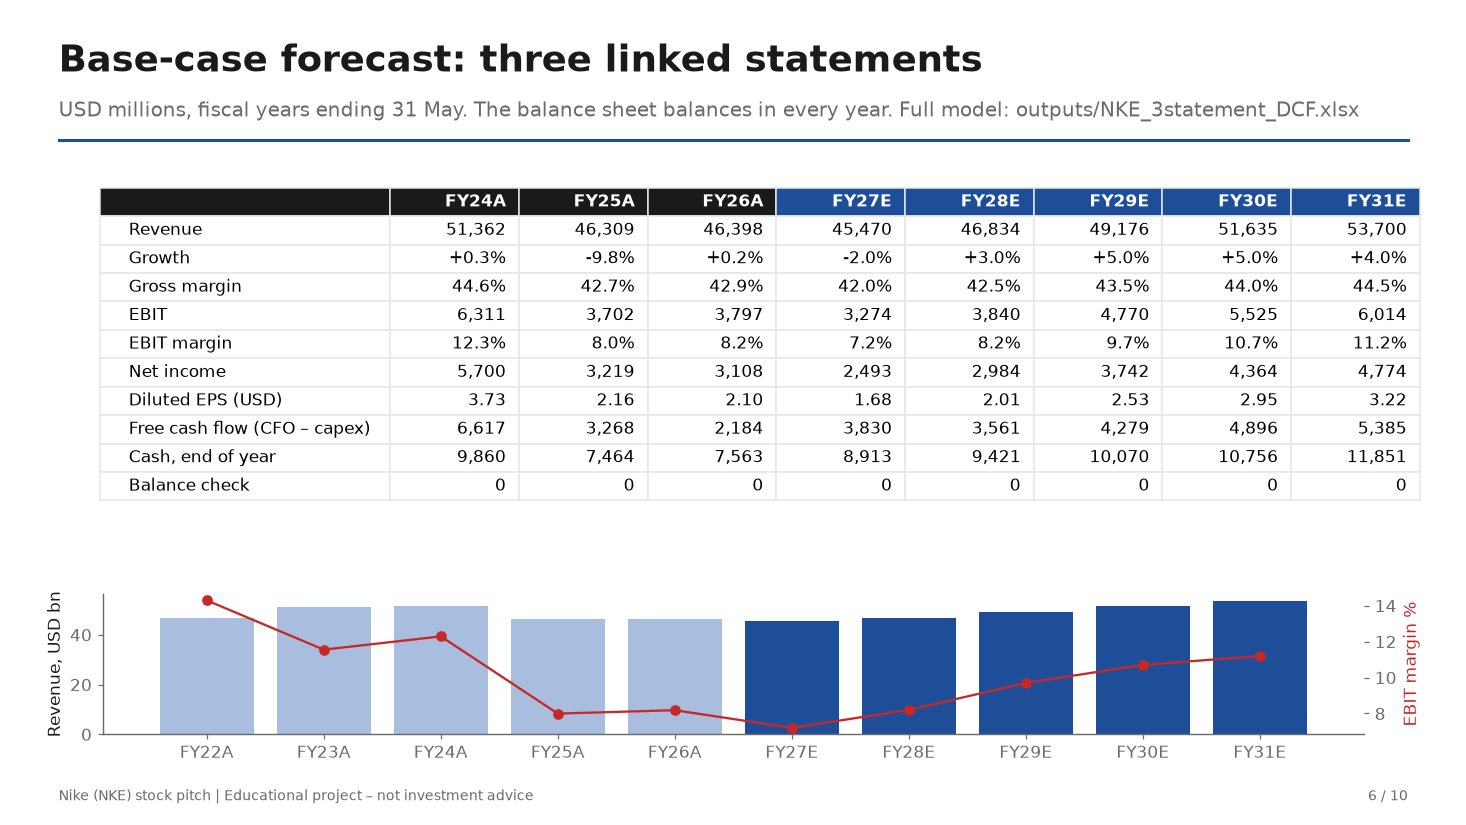 Base-case forecast: three linked statements
USD millions, fiscal years ending 31 May. The balance sheet balances in every year. Full model: outputs/NKE_3statement_DCF.xlsx
FY24A FY25A FY26A FY27E FY28E FY29E FY30E FY31E
Revenue 51,362 46,309 46,398 45,470 46,834 49,176 51,635 53,700
Growth +0.3% -9.8% +0.2% -2.0% +3.0% +5.0% +5.0% +4.0%
Gross margin 44.6% 42.7% 42.9% 42.0% 42.5% 43.5% 44.0% 44.5%
EBIT 6,311 3,702 3,797 3,274 3,840 4,770 5,525 6,014
EBIT margin 12.3% 8.0% 8.2% 7.2% 8.2% 9.7% 10.7% 11.2%
Net income 5,700 3,219 3,108 2,493 2,984 3,742 4,364 4,774
Diluted EPS (USD) 3.73 2.16 2.10 1.68 2.01 2.53 2.95 3.22
Free cash flow (CFO – capex) 6,617 3,268 2,184 3,830 3,561 4,279 4,896 5,385
Cash, end of year 9,860 7,464 7,563 8,913 9,421 10,070 10,756 11,851
Balance check 0 0 0 0 0 0 0 0
Revenue, USD bn
40
20
0
14
12
10
8
EBIT margin %
FY22A FY23A FY24A FY25A FY26A FY27E FY28E FY29E FY30E FY31E
Nike (NKE) stock pitch | Educational project – not investment advice
6 / 10